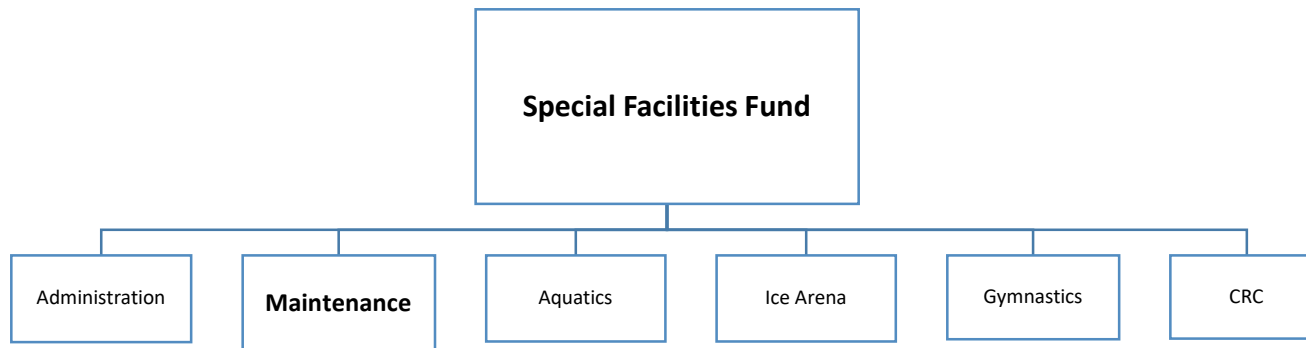 Special Facilities Fund
Administration
Maintenance
Aquatics
Ice Arena
Gymnastics
CRC